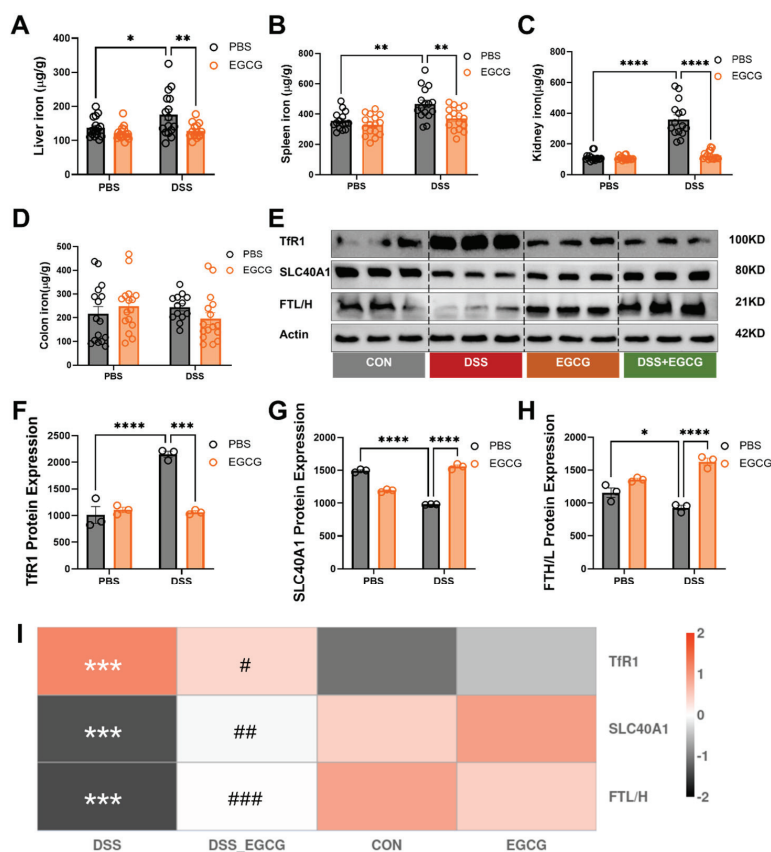 A
Liver iron (μg/g)
400
300
200
100
0
* **
PBS
EGCG
PBS DSS
B
Spleen iron (μg/g)
1000
800
600
400
200
0
** **
PBS
EGCG
PBS DSS
C
Kidney iron(μg/g)
1000
800
600
400
200
0
**** ****
PBS
EGCG
PBS DSS
D
Colon iron(μg/g)
500
400
300
200
100
0
PBS
EGCG
PBS DSS
E
TfR1 100KD
SLC40A1 80KD
FTL/H 21KD
Actin 42KD
CON DSS EGCG DSS+EGCG
F
TfR1 Protein Expression
2500
2000
1500
1000
500
0
**** ***
PBS
EGCG
PBS DSS
G
SLC40A1 Protein Expression
2000
1500
1000
500
0
**** ****
PBS
EGCG
PBS DSS
H
FTH/L Protein Expression
2000
1500
1000
500
0
* ****
PBS
EGCG
PBS DSS
I
*** # TfR1
*** ## SLC40A1
*** ### FTL/H
DSS DSS_EGCG CON EGCG
2
1
0
-1
-2